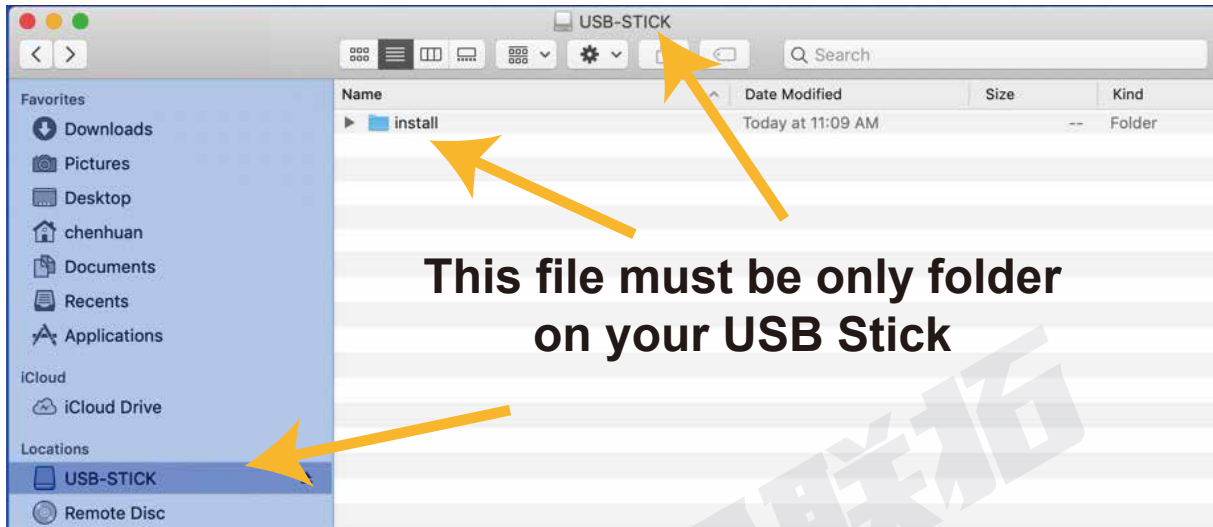 USB-STICK
Search
Favorites
Downloads
Pictures
Desktop
chenhuan
Documents
Recents
Applications
iCloud
iCloud Drive
Locations
USB-STICK
Remote Disc
Name Date Modified Size Kind
install Today at 11:09 AM -- Folder
This file must be only folder
on your USB Stick
联拓